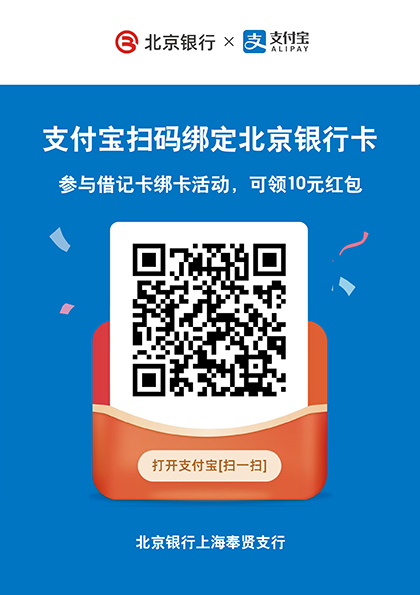 北京银行 × 支 支付宝
ALIPAY
支付宝扫码绑定北京银行卡
参与借记卡绑卡活动，可领10元红包
打开支付宝[扫一扫]
北京银行上海奉贤支行